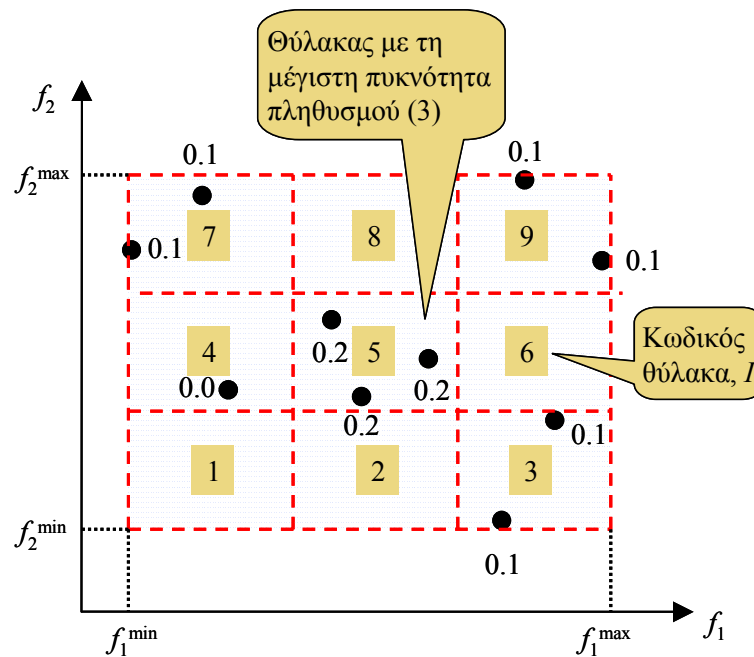 Θύλακας με τη
μέγιστη πυκνότητα
πληθυσμού (3)
f₂
0.1
0.1
f₂ᵐᵃˣ
7
8
9
0.1
0.1
4
5
6
0.2
0.2
0.0
0.2
Κωδικός
θύλακα, I
0.1
1
2
3
f₂ᵐⁱⁿ
0.1
f₁ᵐⁱⁿ
f₁ᵐᵃˣ
f₁